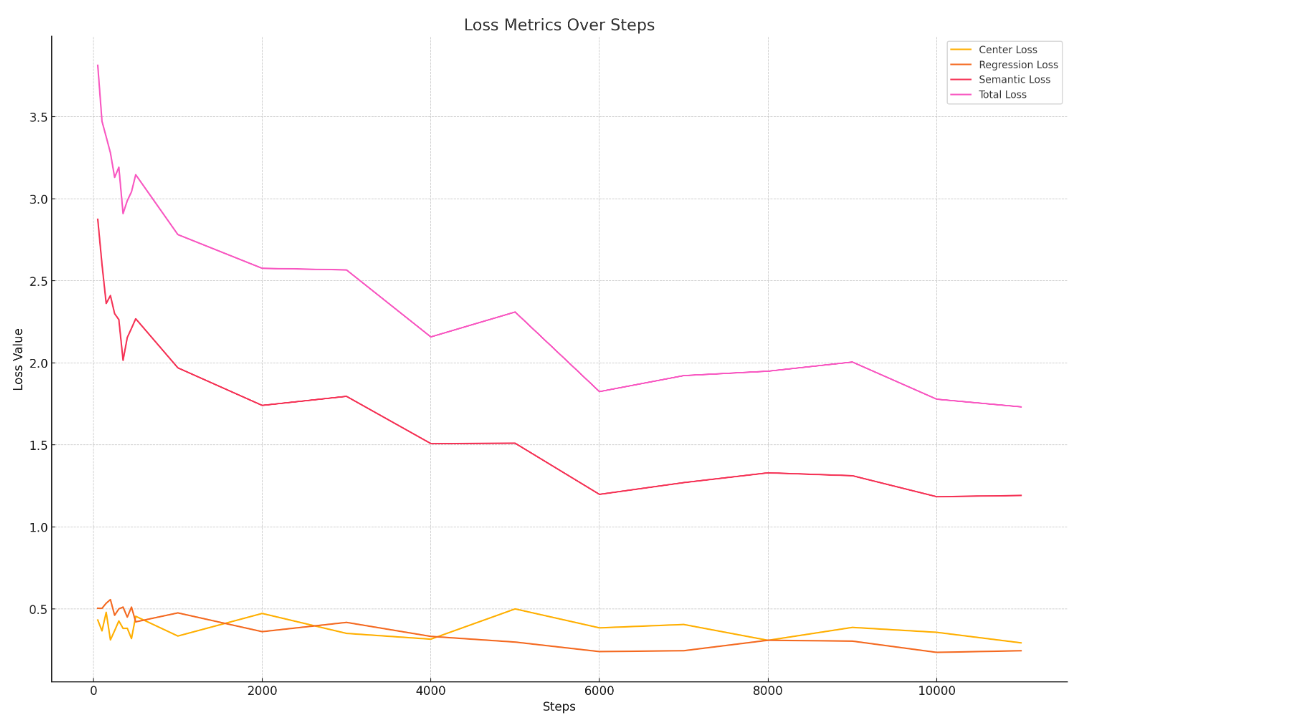 Loss Metrics Over Steps
Center Loss
Regression Loss
Semantic Loss
Total Loss
3.5
3.0
2.5
2.0
1.5
1.0
0.5
Loss Value
0 2000 4000 6000 8000 10000
Steps